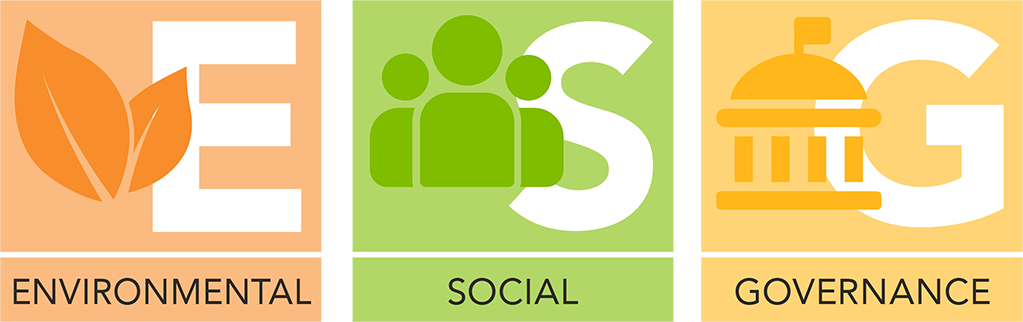 E
S
G
ENVIRONMENTAL
SOCIAL
GOVERNANCE